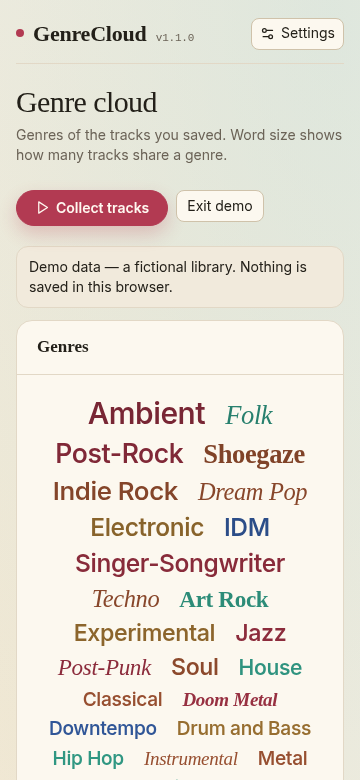 GenreCloud v1.1.0
Settings
Genre cloud
Genres of the tracks you saved. Word size shows
how many tracks share a genre.
Collect tracks
Exit demo
Demo data — a fictional library. Nothing is
saved in this browser.
Genres
Ambient Folk
Post-Rock Shoegaze
Indie Rock Dream Pop
Electronic IDM
Singer-Songwriter
Techno Art Rock
Experimental Jazz
Post-Punk Soul House
Classical Doom Metal
Downtempo Drum and Bass
Hip Hop Instrumental Metal